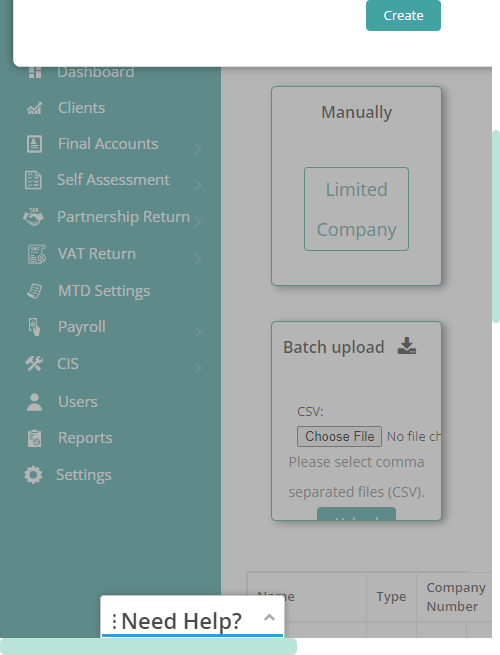 Create
Dashboard
Clients
Final Accounts
Self Assessment
Partnership Return
VAT Return
MTD Settings
Payroll
CIS
Users
Reports
Settings
Manually
Limited
Company
Batch upload
CSV:
Choose File No file ch
Please select comma
separated files (CSV).
Upload
Name Type Company
Number
Need Help?